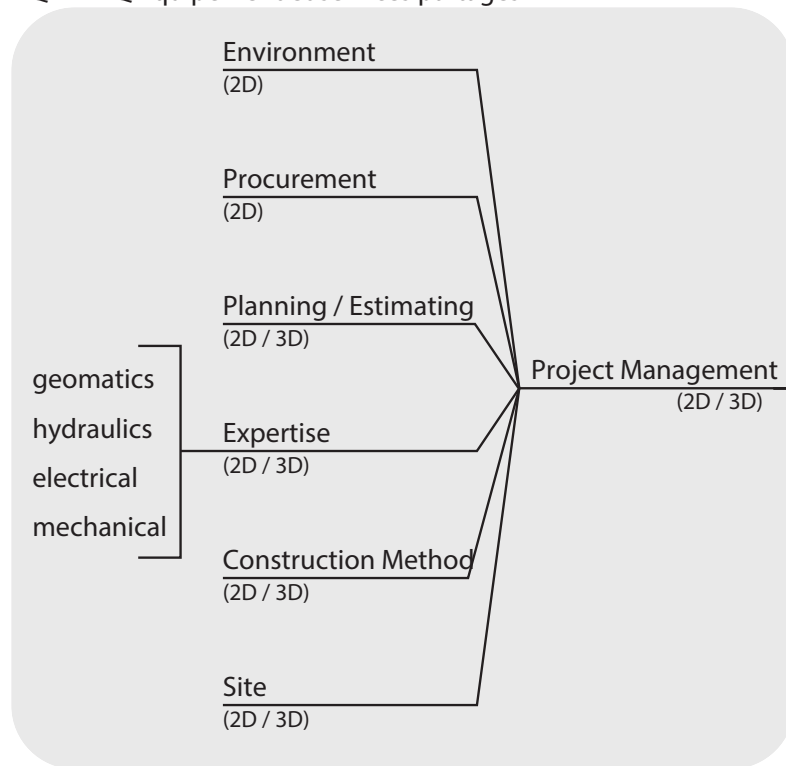 Environment
(2D)
Procurement
(2D)
Planning / Estimating
(2D / 3D)
geomatics
hydraulics
electrical
mechanical
Expertise
(2D / 3D)
Construction Method
(2D / 3D)
Site
(2D / 3D)
Project Management
(2D / 3D)